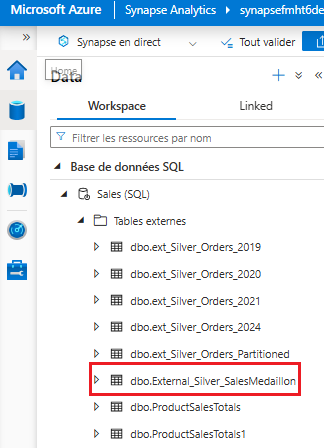 Microsoft Azure Synapse Analytics synapsefmht6de
Synapse en direct Tout valider
Home
Data
Workspace Linked
Filtrer les ressources par nom
Base de données SQL
Sales (SQL)
Tables externes
dbo.ext_Silver_Orders_2019
dbo.ext_Silver_Orders_2020
dbo.ext_Silver_Orders_2021
dbo.ext_Silver_Orders_2024
dbo.ext_Silver_Orders_Partitioned
dbo.External_Silver_SalesMedaillon
dbo.ProductSalesTotals
dbo.ProductSalesTotals1